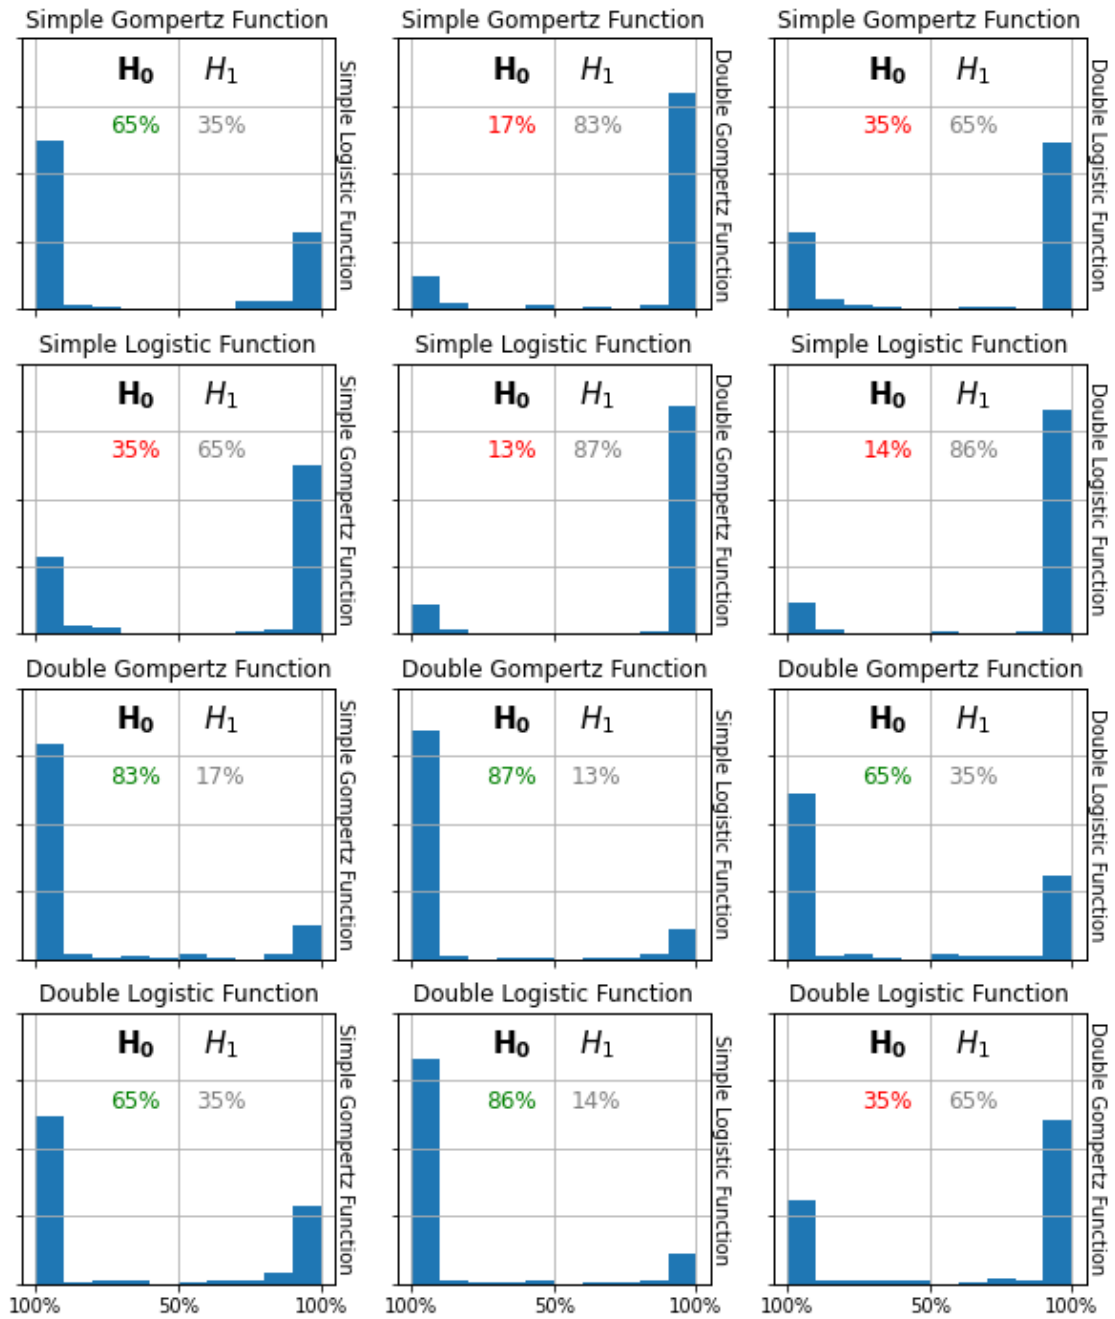 Simple Gompertz Function
H0 H1
65% 35%
Simple Logistic Function
Simple Gompertz Function
H0 H1
17% 83%
Double Gompertz Function
Simple Gompertz Function
H0 H1
35% 65%
Double Logistic Function
Simple Logistic Function
H0 H1
35% 65%
Simple Gompertz Function
Simple Logistic Function
H0 H1
13% 87%
Double Gompertz Function
Simple Logistic Function
H0 H1
14% 86%
Double Logistic Function
Double Gompertz Function
H0 H1
83% 17%
Simple Gompertz Function
Double Gompertz Function
H0 H1
87% 13%
Simple Logistic Function
Double Gompertz Function
H0 H1
65% 35%
Double Logistic Function
Double Logistic Function
H0 H1
65% 35%
Simple Gompertz Function
100% 50% 100%
Double Logistic Function
H0 H1
86% 14%
Simple Logistic Function
100% 50% 100%
Double Logistic Function
H0 H1
35% 65%
Double Gompertz Function
100% 50% 100%